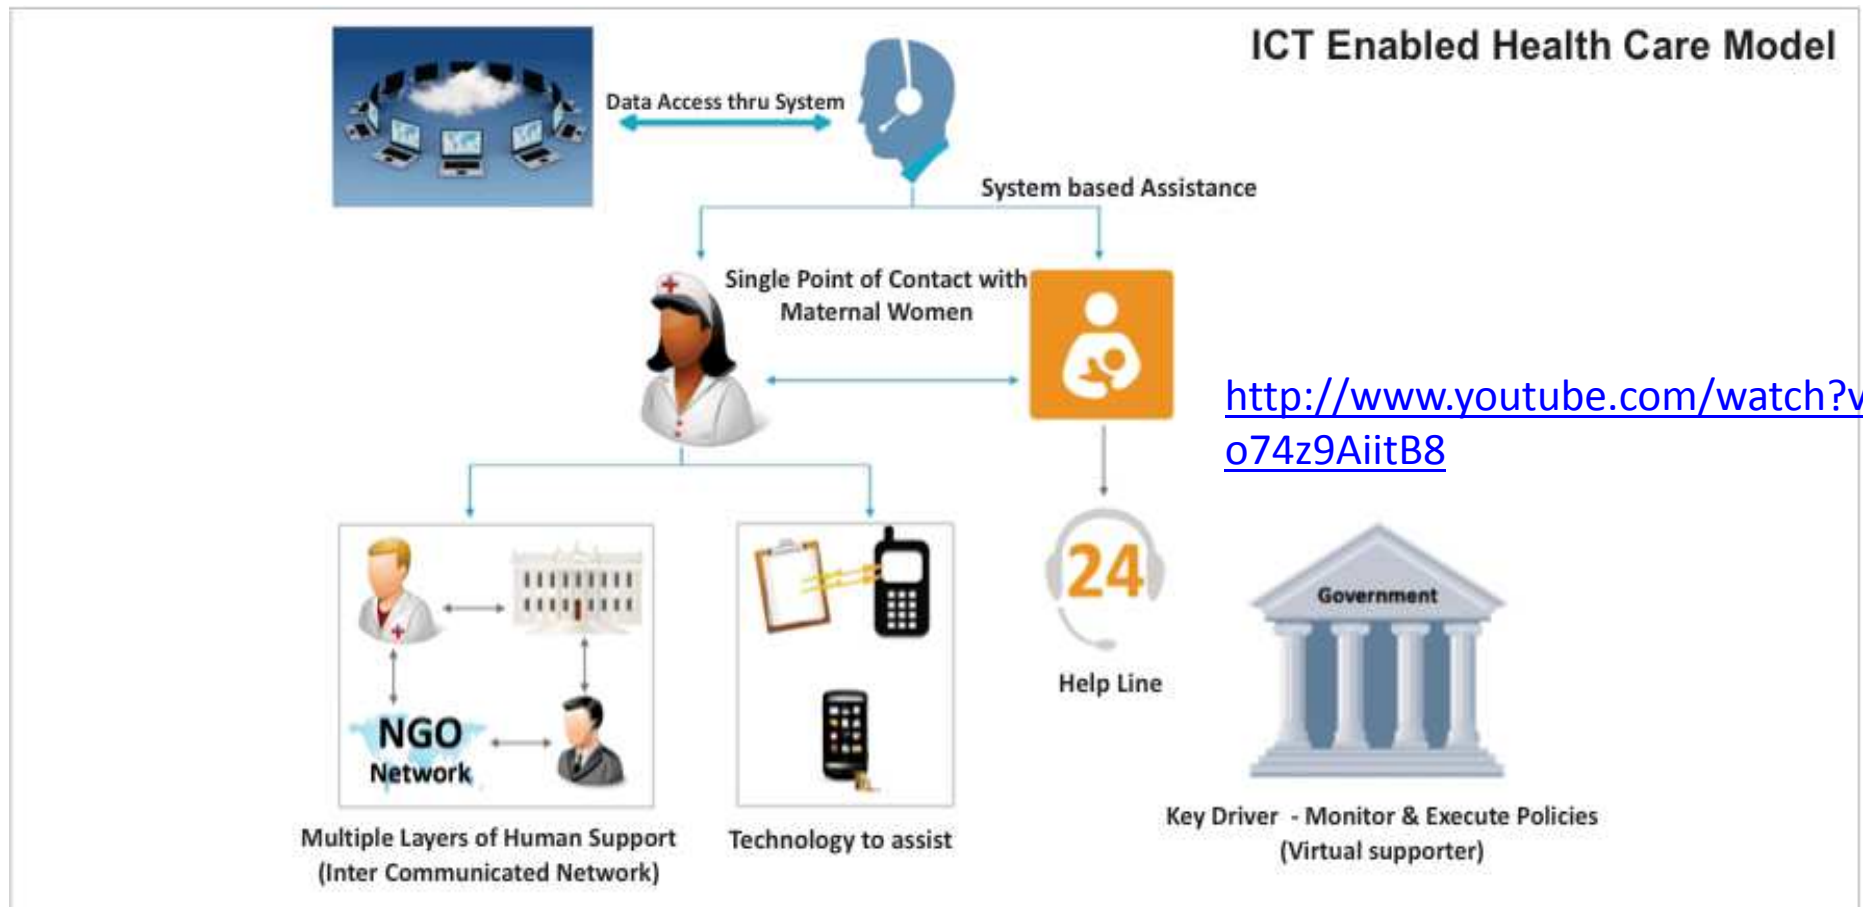 ICT Enabled Health Care Model
Data Access thru System
System based Assistance
Single Point of Contact with
Maternal Women
http://www.youtube.com/watch?v
o74z9AiitB8
24
Help Line
Government
NGO
Network
Multiple Layers of Human Support
(Inter Communicated Network)
Technology to assist
Key Driver - Monitor & Execute Policies
(Virtual supporter)